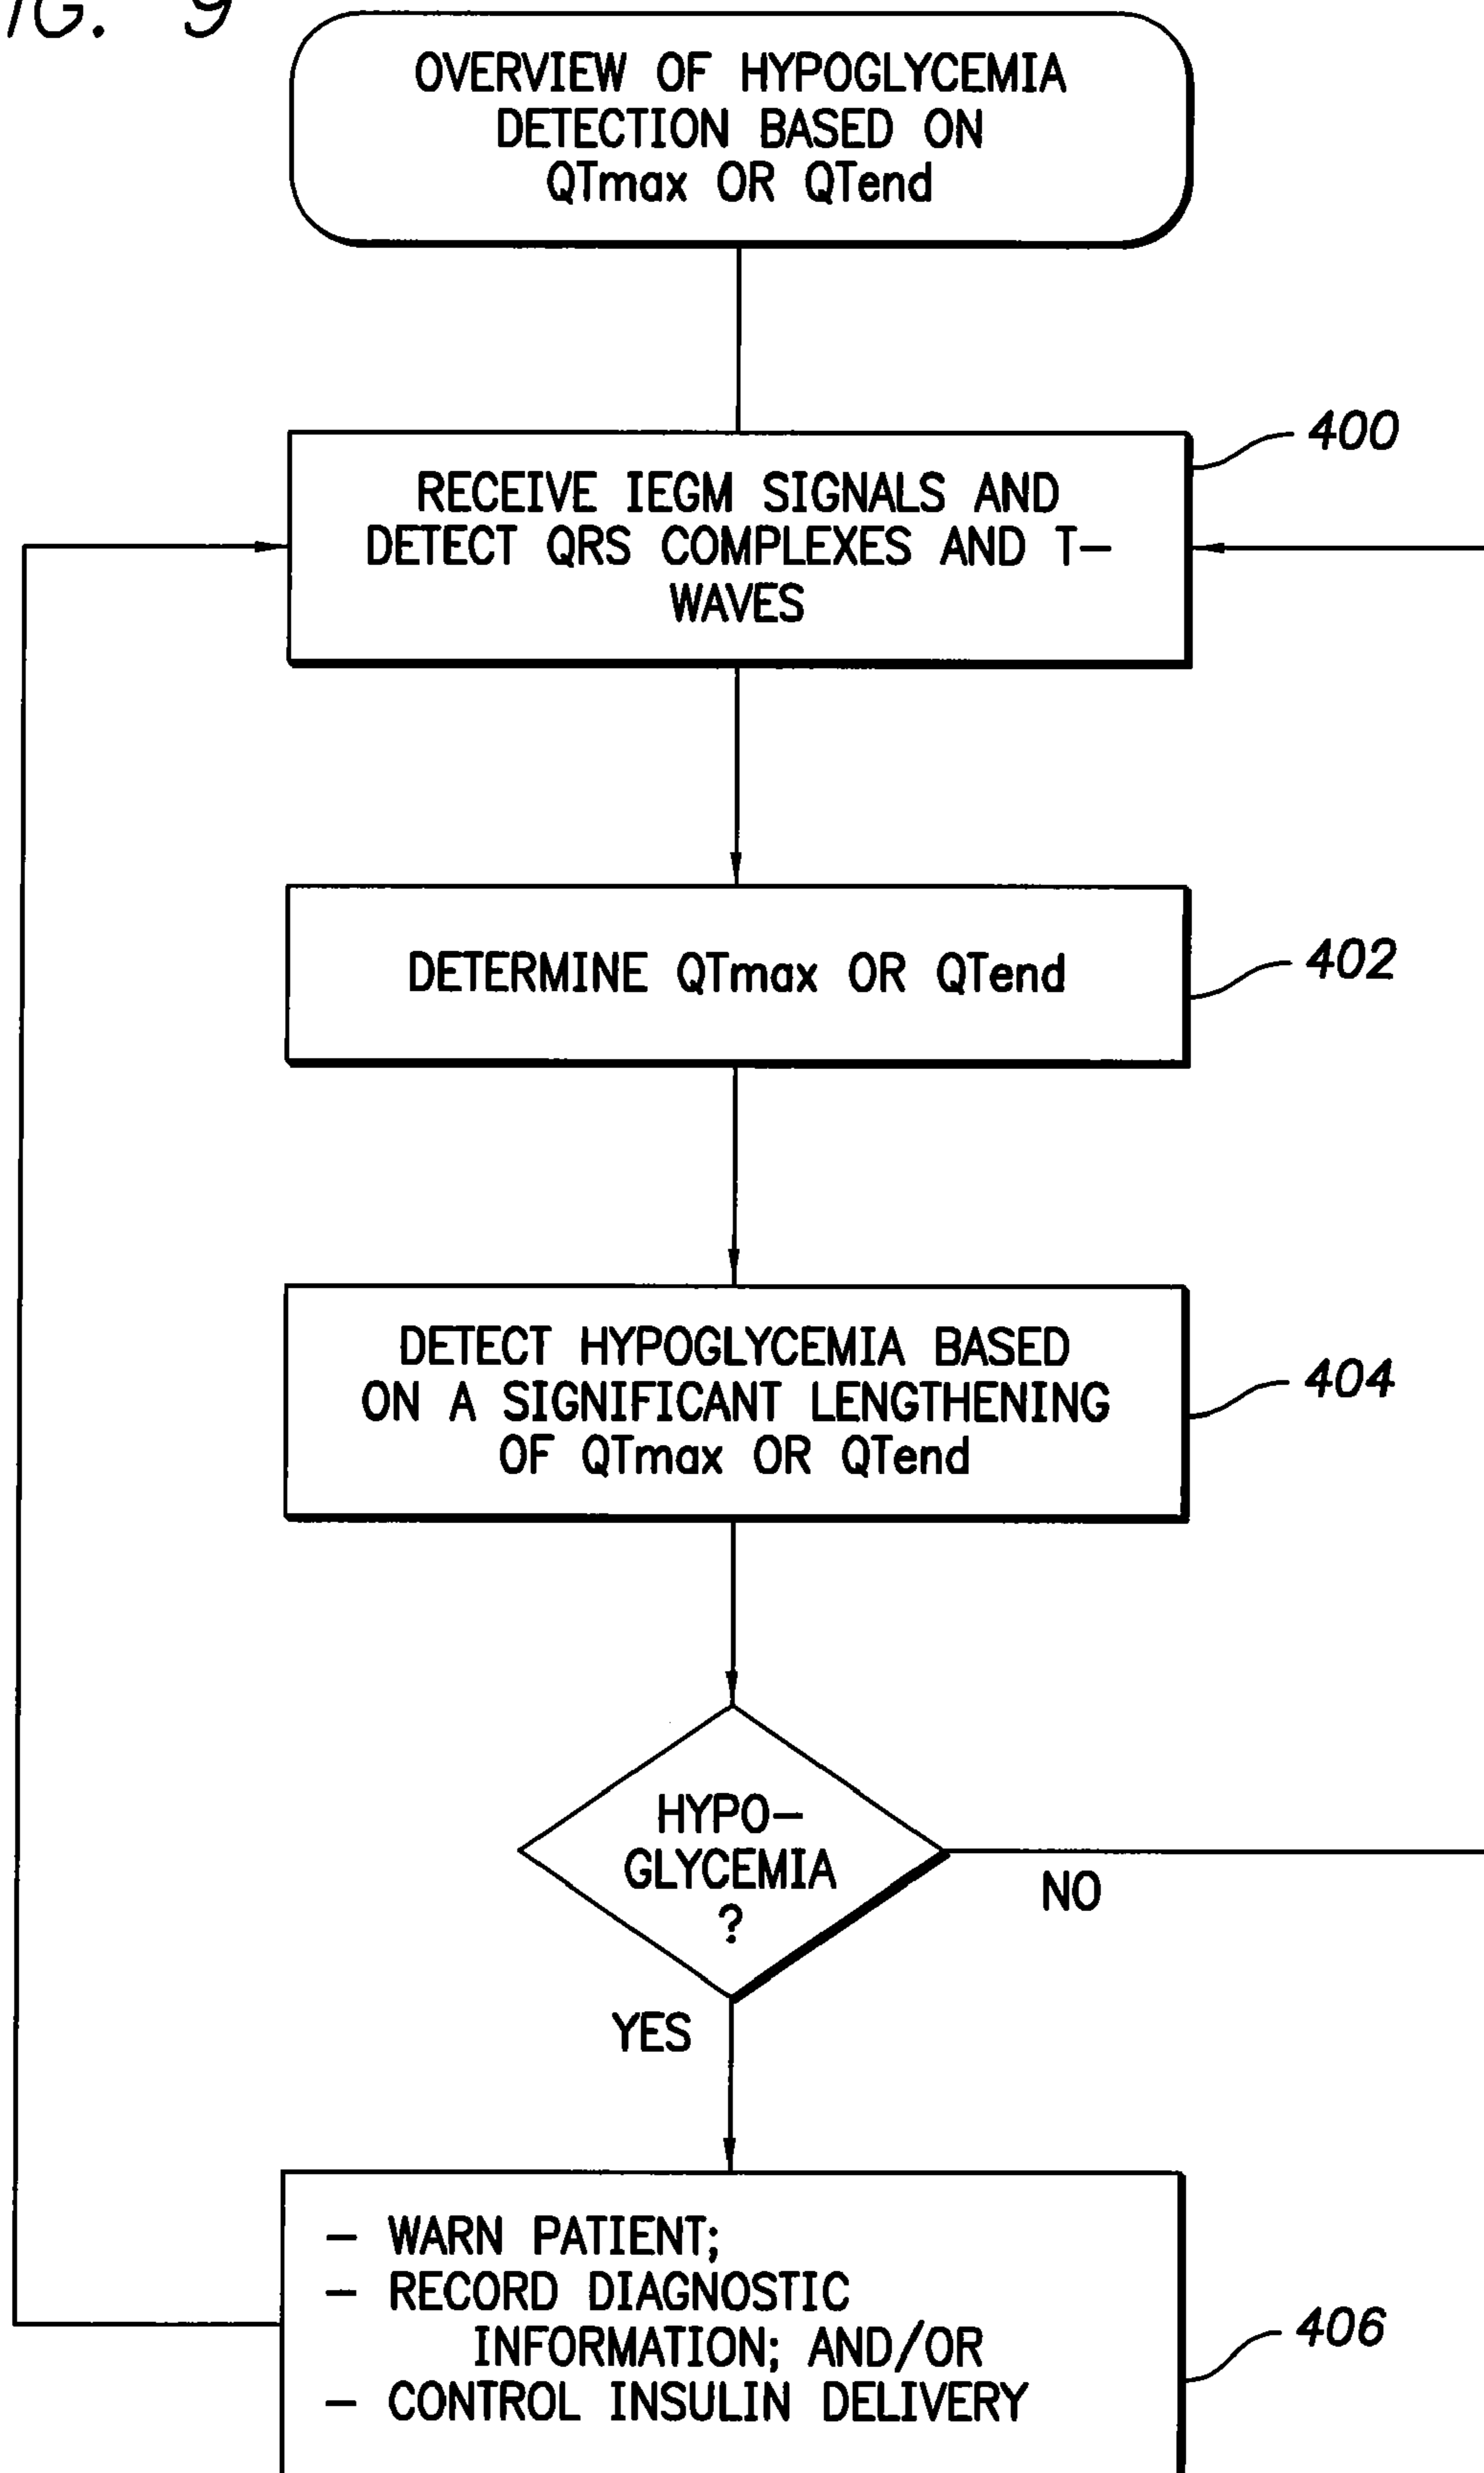 IG. 9
OVERVIEW OF HYPOGLYCEMIA
DETECTION BASED ON
QTmax OR QTend
400
RECEIVE IEGM SIGNALS AND
DETECT QRS COMPLEXES AND T-
WAVES
DETERMINE QTmax OR QTend
402
DETECT HYPOGLYCEMIA BASED
ON A SIGNIFICANT LENGTHENING
OF QTmax OR QTend
404
HYPO-
GLYCEMIA
?
NO
YES
- WARN PATIENT;
- RECORD DIAGNOSTIC
INFORMATION; AND/OR
- CONTROL INSULIN DELIVERY
406